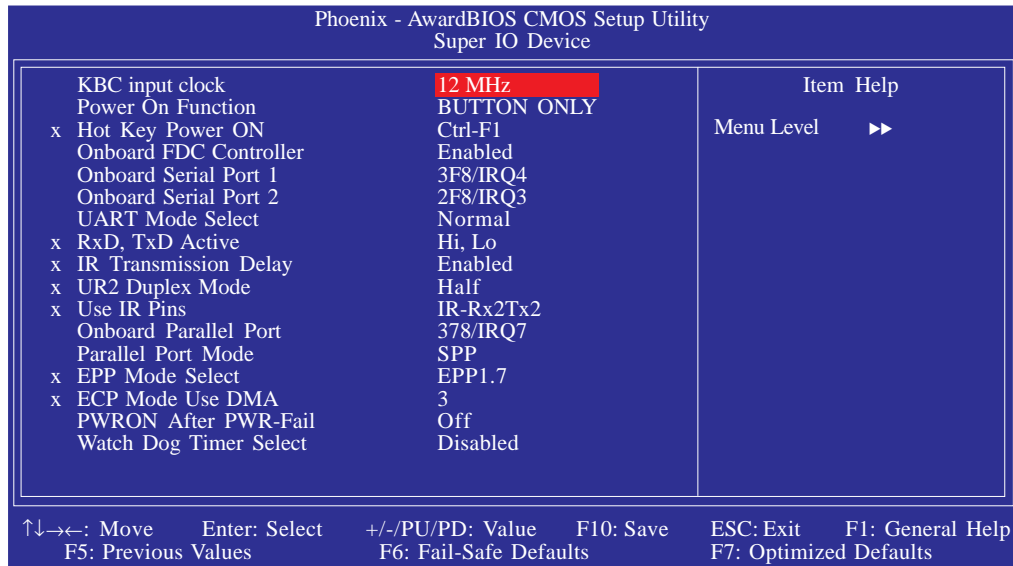 Phoenix - AwardBIOS CMOS Setup Utility
Super IO Device
KBC input clock 12 MHz
Power On Function BUTTON ONLY
x Hot Key Power ON Ctrl-F1
Onboard FDC Controller Enabled
Onboard Serial Port 1 3F8/IRQ4
Onboard Serial Port 2 2F8/IRQ3
UART Mode Select Normal
x RxD, TxD Active Hi, Lo
x IR Transmission Delay Enabled
x UR2 Duplex Mode Half
x Use IR Pins IR-Rx2Tx2
Onboard Parallel Port 378/IRQ7
Parallel Port Mode SPP
x EPP Mode Select EPP1.7
x ECP Mode Use DMA 3
PWRON After PWR-Fail Off
Watch Dog Timer Select Disabled
Item Help
Menu Level ▸▸
↑↓→←: Move Enter: Select +/-/PU/PD: Value F10: Save ESC: Exit F1: General Help
F5: Previous Values F6: Fail-Safe Defaults F7: Optimized Defaults